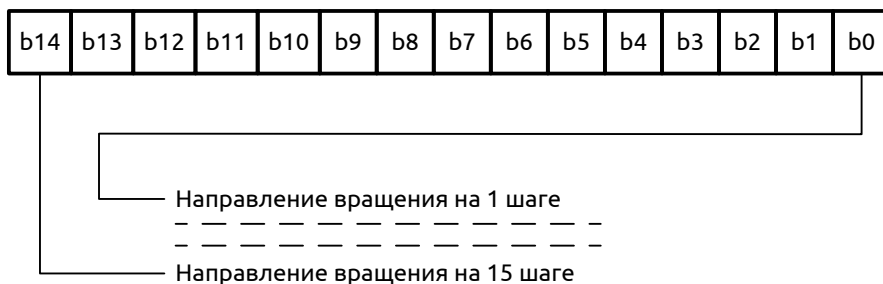 b14 b13 b12 b11 b10 b9 b8 b7 b6 b5 b4 b3 b2 b1 b0
Направление вращения на 1 шаге
Направление вращения на 15 шаге